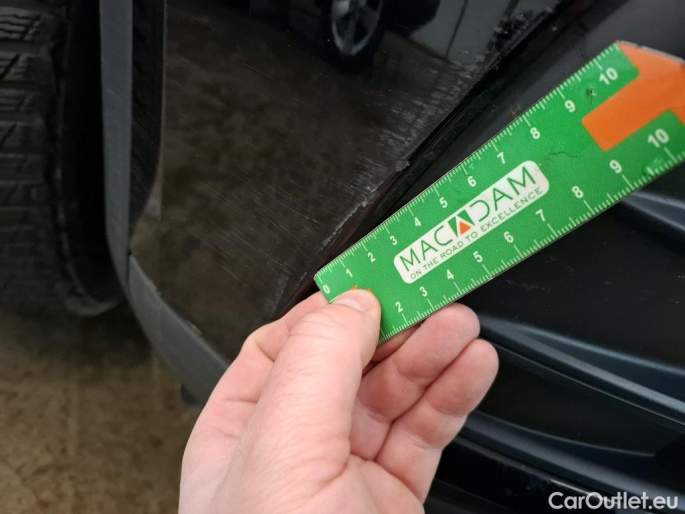 0 1 2 3 4 5 6 7 8 9 10
MACADAM
ON THE ROAD TO EXCELLENCE
2 3 4 5 6 7 8 9 10
CarOutlet.eu